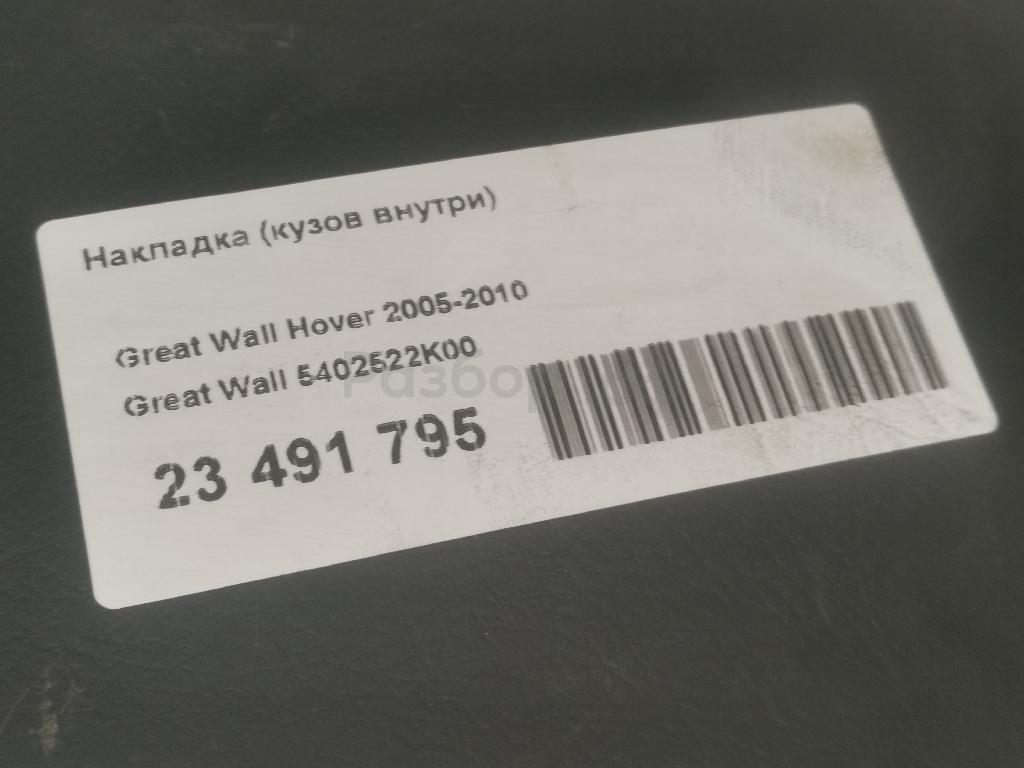 Накладка (кузов внутри)
Great Wall Hover 2005-2010
Great Wall 5402522K00
23 491 795